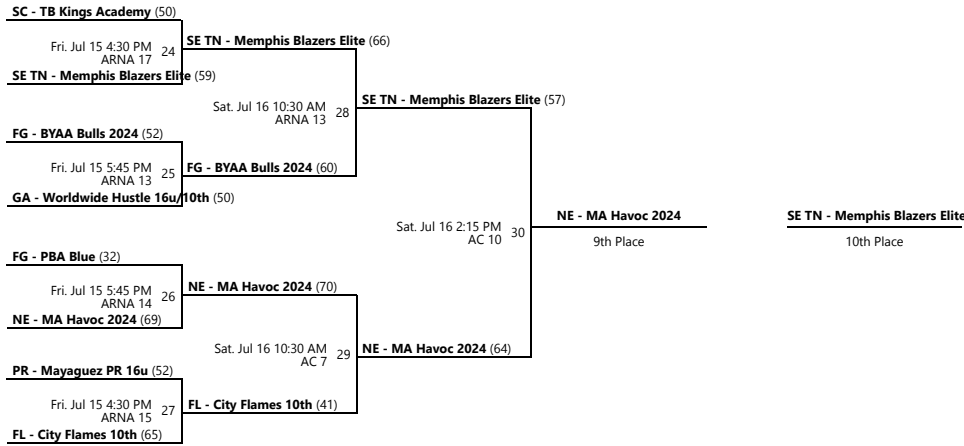 SC - TB Kings Academy (50)
Fri. Jul 15 4:30 PM
ARNA 17
24
SE TN - Memphis Blazers Elite (66)
SE TN - Memphis Blazers Elite (59)
Sat. Jul 16 10:30 AM
ARNA 13
28
SE TN - Memphis Blazers Elite (57)
FG - BYAA Bulls 2024 (52)
Fri. Jul 15 5:45 PM
ARNA 13
25
FG - BYAA Bulls 2024 (60)
GA - Worldwide Hustle 16u/10th (50)
Sat. Jul 16 2:15 PM
AC 10
30
NE - MA Havoc 2024
9th Place
SE TN - Memphis Blazers Elite
10th Place
FG - PBA Blue (32)
Fri. Jul 15 5:45 PM
ARNA 14
26
NE - MA Havoc 2024 (70)
NE - MA Havoc 2024 (69)
Sat. Jul 16 10:30 AM
AC 7
29
NE - MA Havoc 2024 (64)
PR - Mayaguez PR 16u (52)
Fri. Jul 15 4:30 PM
ARNA 15
27
FL - City Flames 10th (41)
FL - City Flames 10th (65)